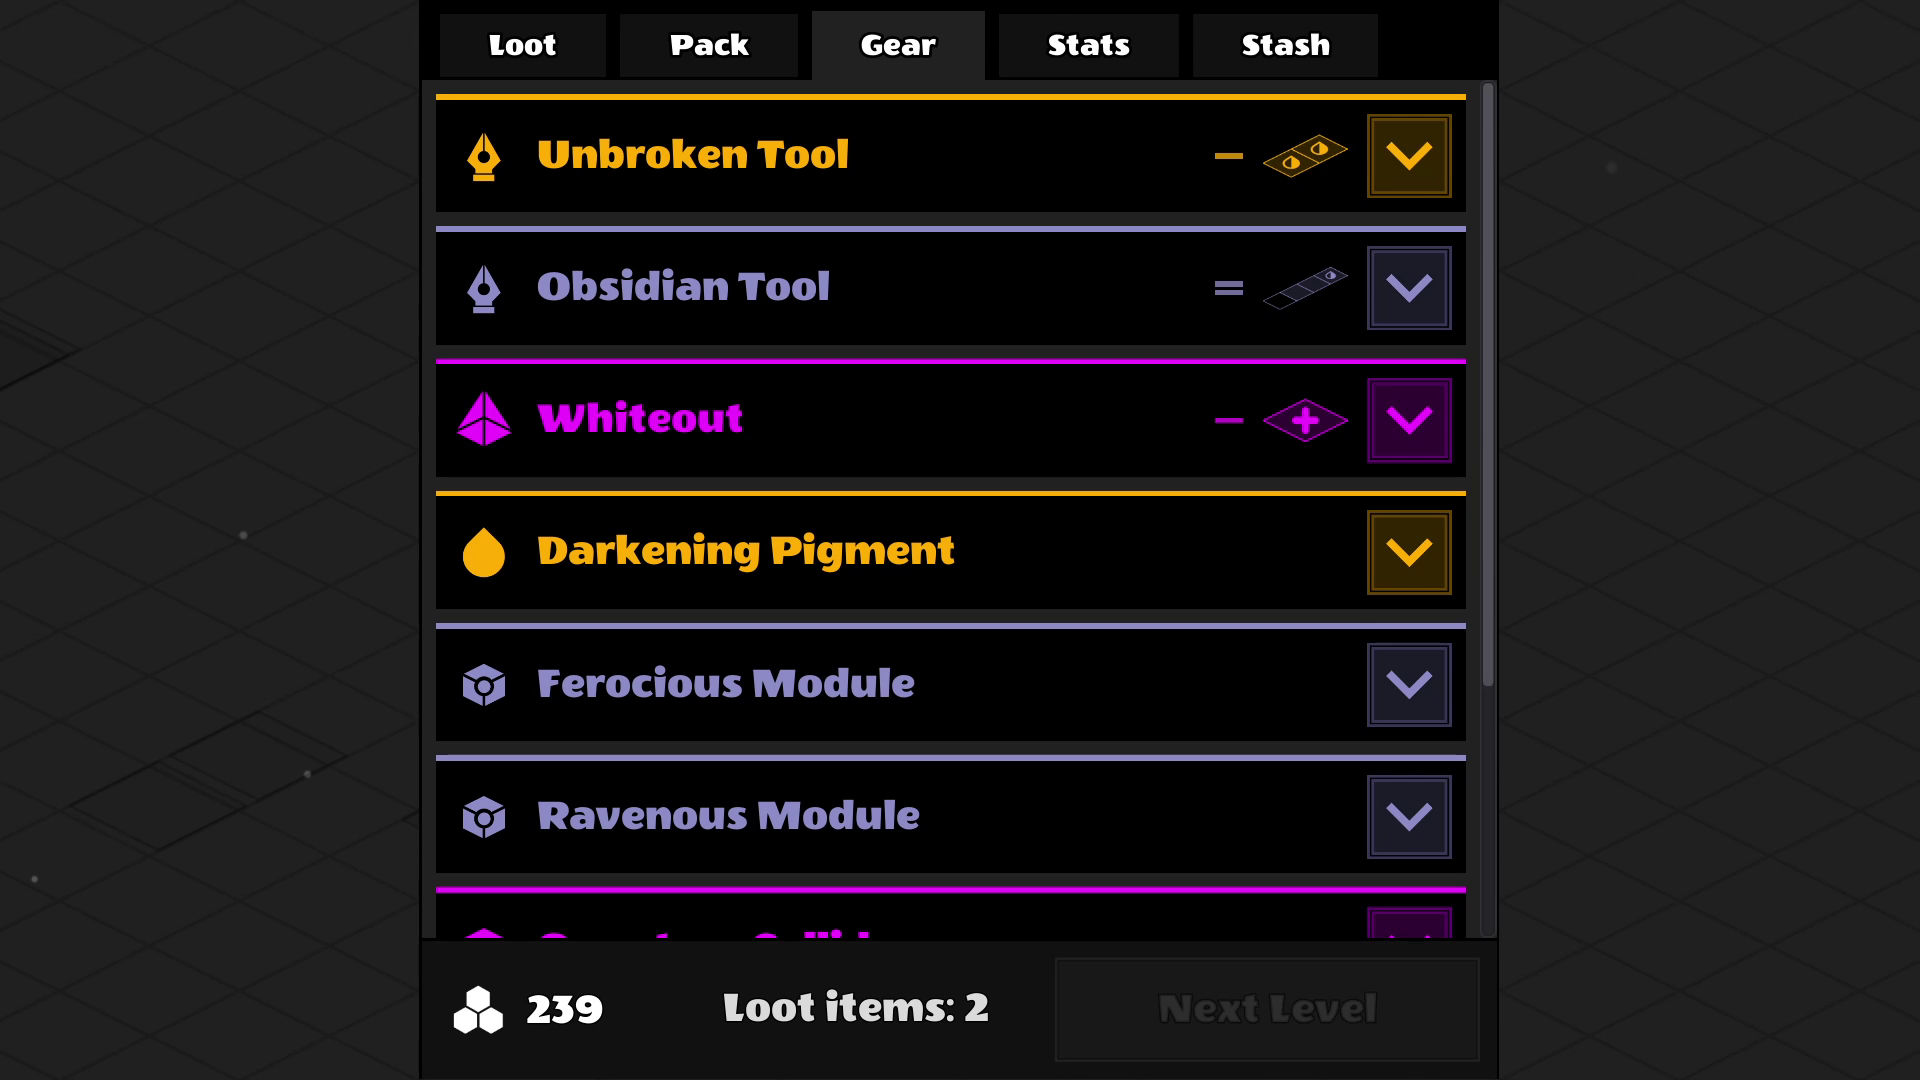 Loot Pack Gear Stats Stash
Unbroken Tool
Obsidian Tool
Whiteout
Darkening Pigment
Ferocious Module
Ravenous Module
239 Loot items: 2 Next Level